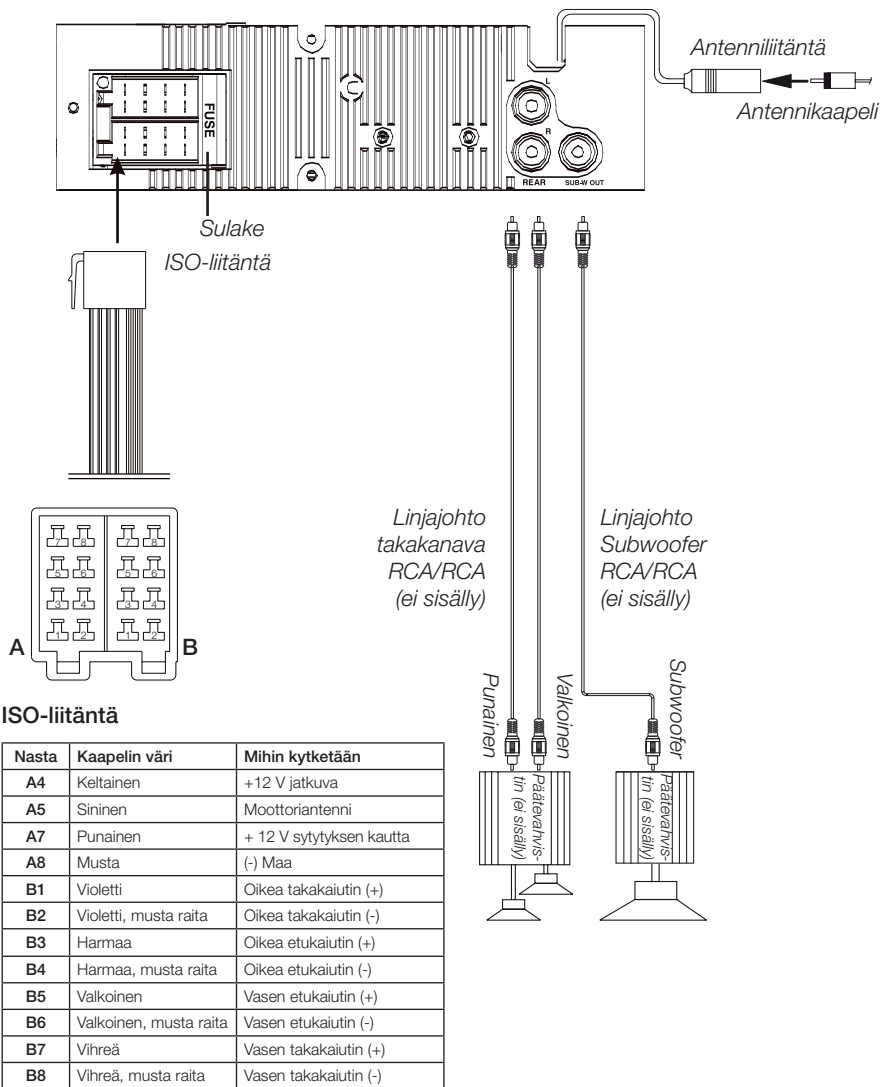 Antenniliitäntä
Antennikaapeli
L
R
REAR
SUB-W OUT
FUSE
Sulake
ISO-liitäntä
Linjajohto
takakanava
RCA/RCA
(ei sisälly)
Linjajohto
Subwoofer
RCA/RCA
(ei sisälly)
7 8 7 8
5 6 5 6
3 4 3 4
1 2 1 2
A B
Punainen
Valkoinen
Subwoofer
Päätevahvis-
tin (ei sisälly)
Päätevahvis-
tin (ei sisälly)
ISO-liitäntä
Nasta Kaapelin väri Mihin kytketään
A4 Keltainen +12 V jatkuva
A5 Sininen Moottoriantenni
A7 Punainen + 12 V sytytyksen kautta
A8 Musta (-) Maa
B1 Violetti Oikea takakaiutin (+)
B2 Violetti, musta raita Oikea takakaiutin (-)
B3 Harmaa Oikea etukaiutin (+)
B4 Harmaa, musta raita Oikea etukaiutin (-)
B5 Valkoinen Vasen etukaiutin (+)
B6 Valkoinen, musta raita Vasen etukaiutin (-)
B7 Vihreä Vasen takakaiutin (+)
B8 Vihreä, musta raita Vasen takakaiutin (-)